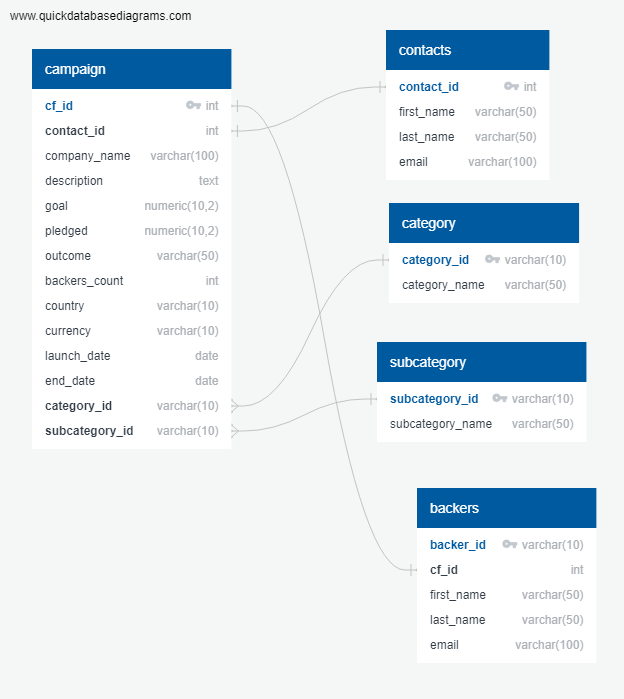 www.quickdatabasediagrams.com
campaign
cf_id int
contact_id int
company_name varchar(100)
description text
goal numeric(10,2)
pledged numeric(10,2)
outcome varchar(50)
backers_count int
country varchar(10)
currency varchar(10)
launch_date date
end_date date
category_id varchar(10)
subcategory_id varchar(10)
contacts
contact_id int
first_name varchar(50)
last_name varchar(50)
email varchar(100)
category
category_id varchar(10)
category_name varchar(50)
subcategory
subcategory_id varchar(10)
subcategory_name varchar(50)
backers
backer_id varchar(10)
cf_id int
first_name varchar(50)
last_name varchar(50)
email varchar(100)